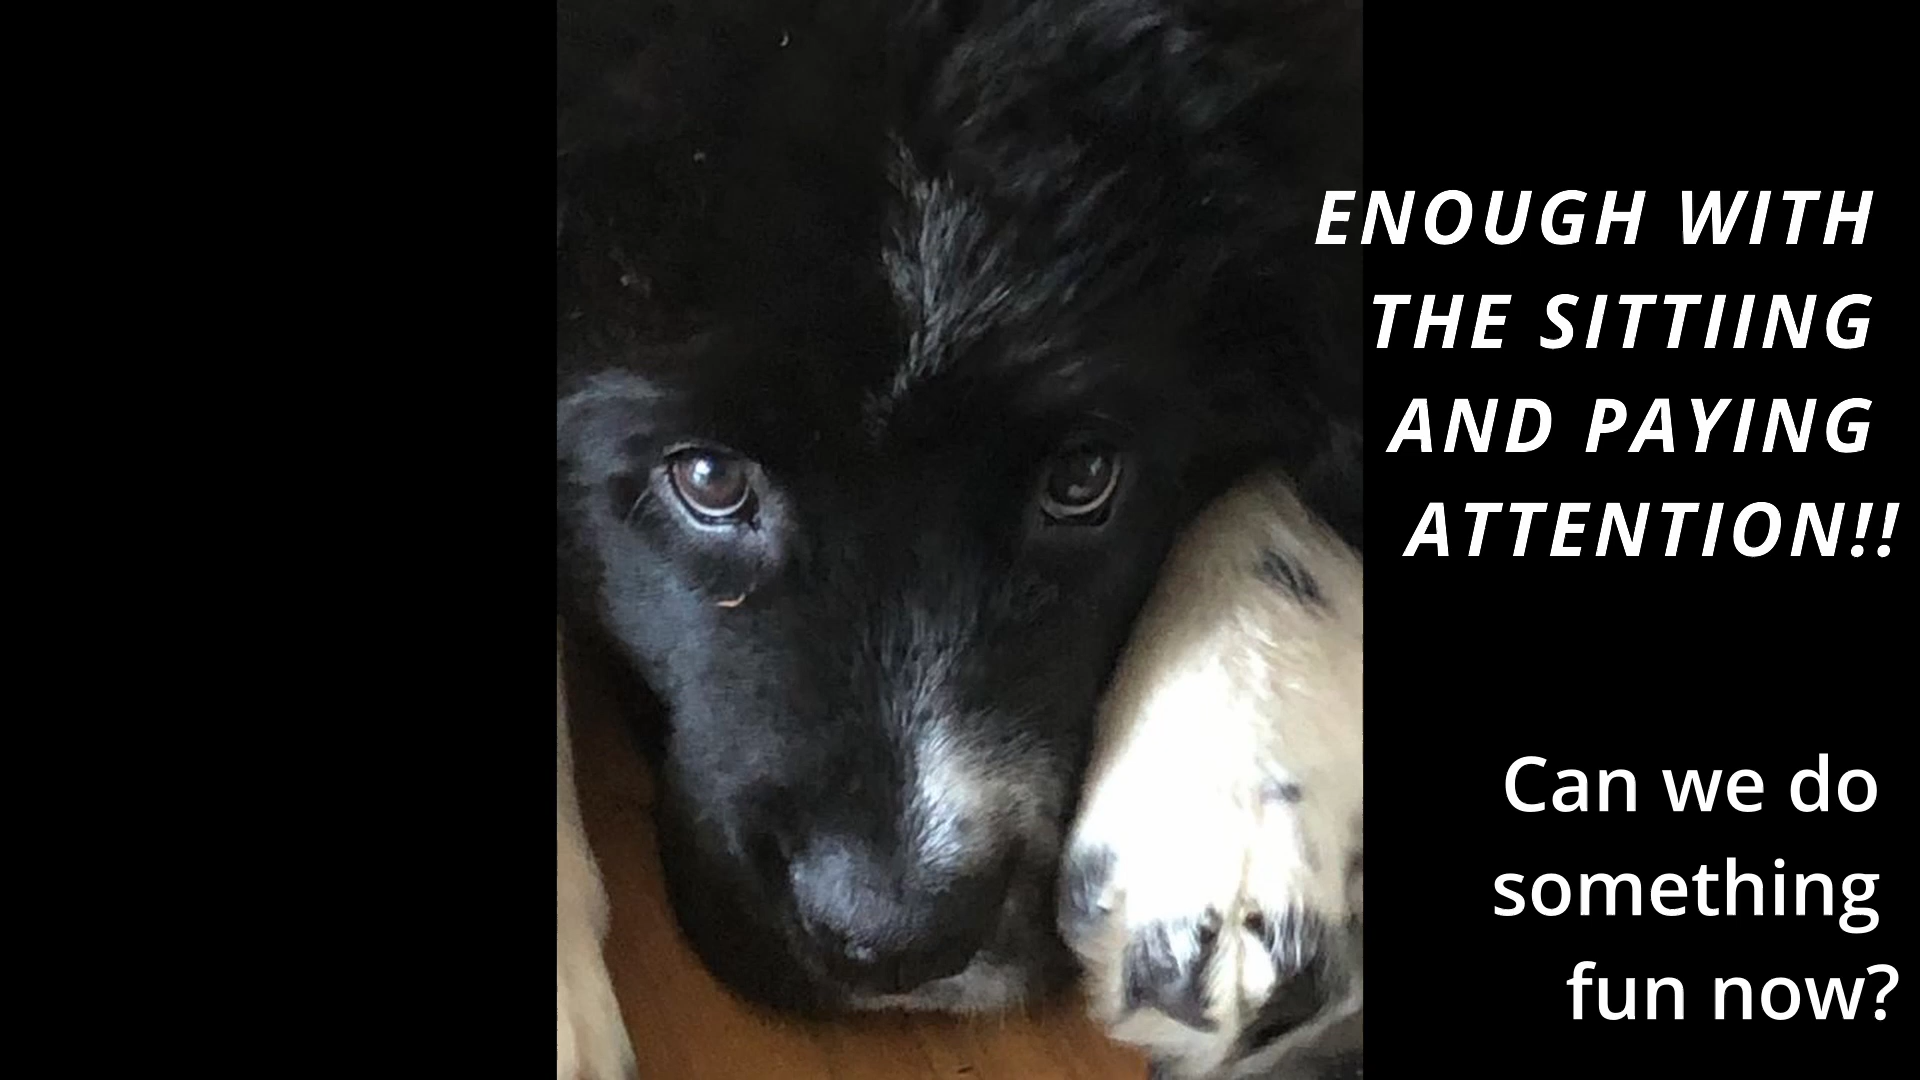 ENOUGH WITH
THE SITTIING
AND PAYING
ATTENTION!!
Can we do
something
fun now?